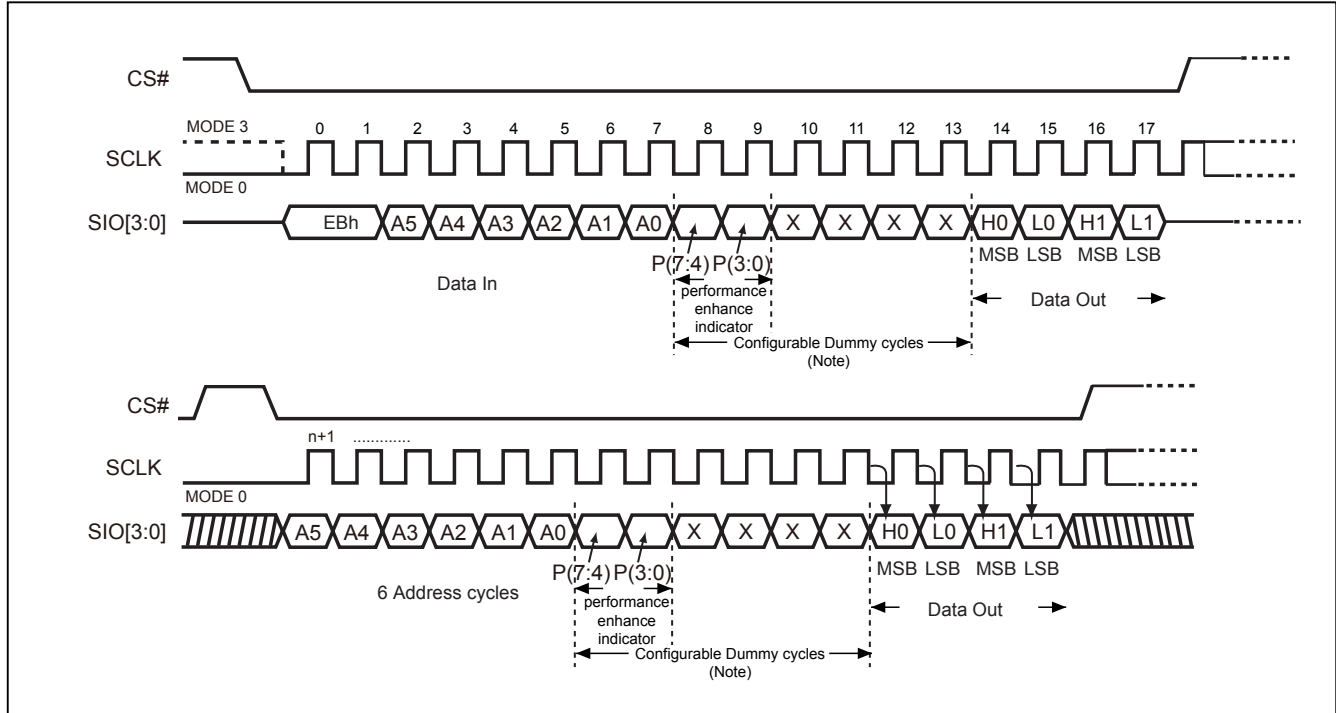 CS#
MODE 3
0 1 2 3 4 5 6 7 8 9 10 11 12 13 14 15 16 17
SCLK
MODE 0
SIO[3:0] EBh A5 A4 A3 A2 A1 A0 X X X X H0 L0 H1 L1
P(7:4) P(3:0) MSB LSB MSB LSB
Data In performance Data Out
enhance
indicator
Configurable Dummy cycles
(Note)
CS#
n+1 .............
SCLK
MODE 0
SIO[3:0] A5 A4 A3 A2 A1 A0 X X X X H0 L0 H1 L1
P(7:4) P(3:0) MSB LSB MSB LSB
6 Address cycles performance Data Out
enhance
indicator
Configurable Dummy cycles
(Note)